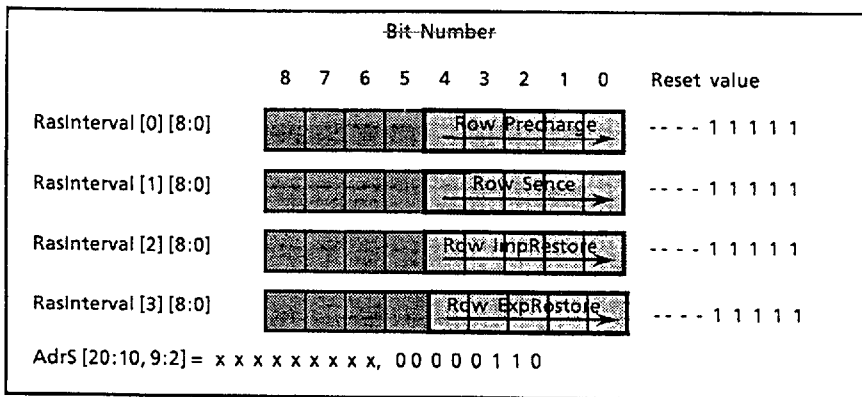 Bit Number
8 7 6 5 4 3 2 1 0 Reset value
RasInterval [0] [8:0] Row Precharge - - - - 1 1 1 1 1
RasInterval [1] [8:0] Row Sence - - - - 1 1 1 1 1
RasInterval [2] [8:0] Row ImpRestore - - - - 1 1 1 1 1
RasInterval [3] [8:0] Row ExpRostore - - - - 1 1 1 1 1
AdrS [20:10, 9:2] = x x x x x x x x x, 0 0 0 0 0 1 1 0